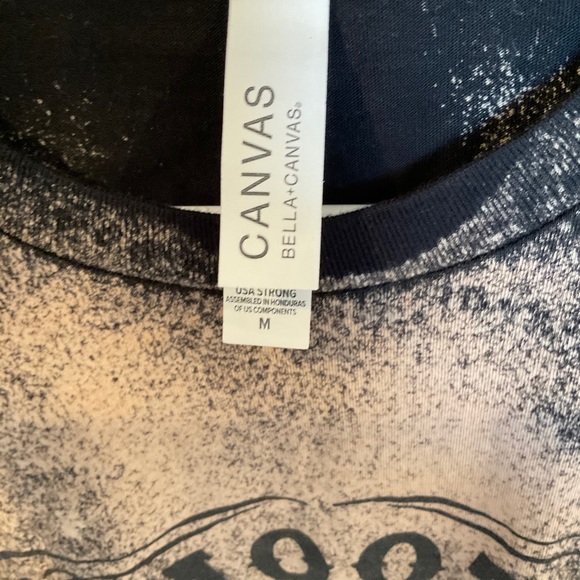 CANVAS
BELLA+CANVAS®
USA STRONG
ASSEMBLED IN HONDURAS
OF US COMPONENTS
M